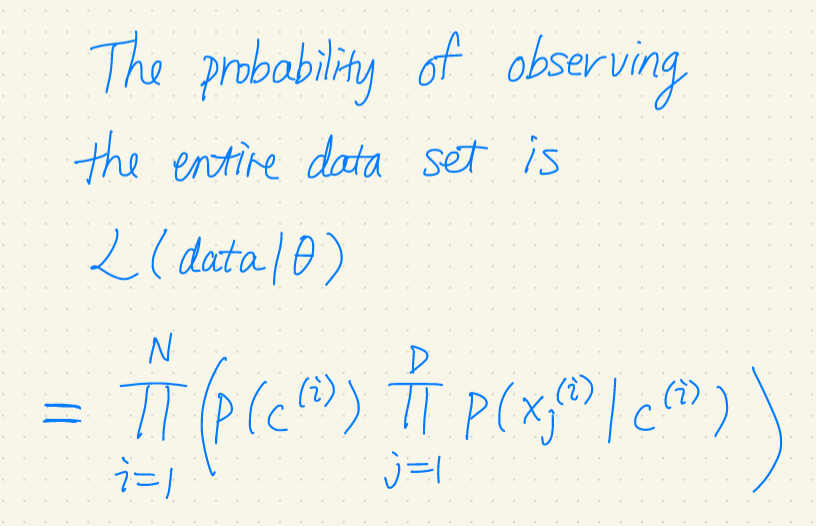 The probability of observing
the entire data set is
ℒ(data|θ)
= ∏_{i=1}^{N} (p(c^{(i)}) ∏_{j=1}^{D} p(x_j^{(i)} | c^{(i)}))